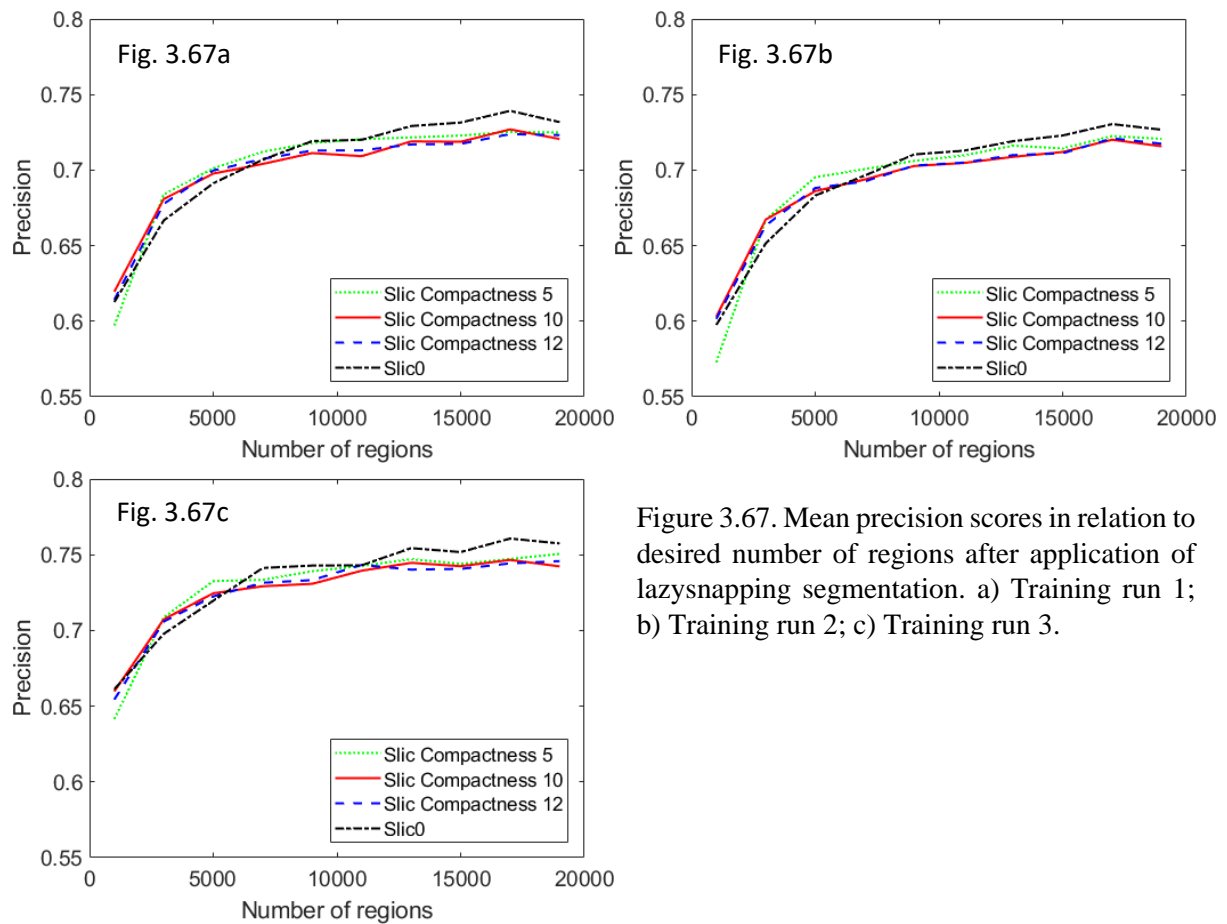 Fig. 3.67a
0.8
0.75
0.7
0.65
0.6
0.55
Precision
0
5000
10000
15000
20000
Number of regions
Slic Compactness 5
Slic Compactness 10
Slic Compactness 12
Slic0
Fig. 3.67b
0.8
0.75
0.7
0.65
0.6
0.55
Precision
0
5000
10000
15000
20000
Number of regions
Slic Compactness 5
Slic Compactness 10
Slic Compactness 12
Slic0
Fig. 3.67c
0.8
0.75
0.7
0.65
0.6
0.55
Precision
0
5000
10000
15000
20000
Number of regions
Slic Compactness 5
Slic Compactness 10
Slic Compactness 12
Slic0
Figure 3.67. Mean precision scores in relation to
desired number of regions after application of
lazysnapping segmentation. a) Training run 1;
b) Training run 2; c) Training run 3.